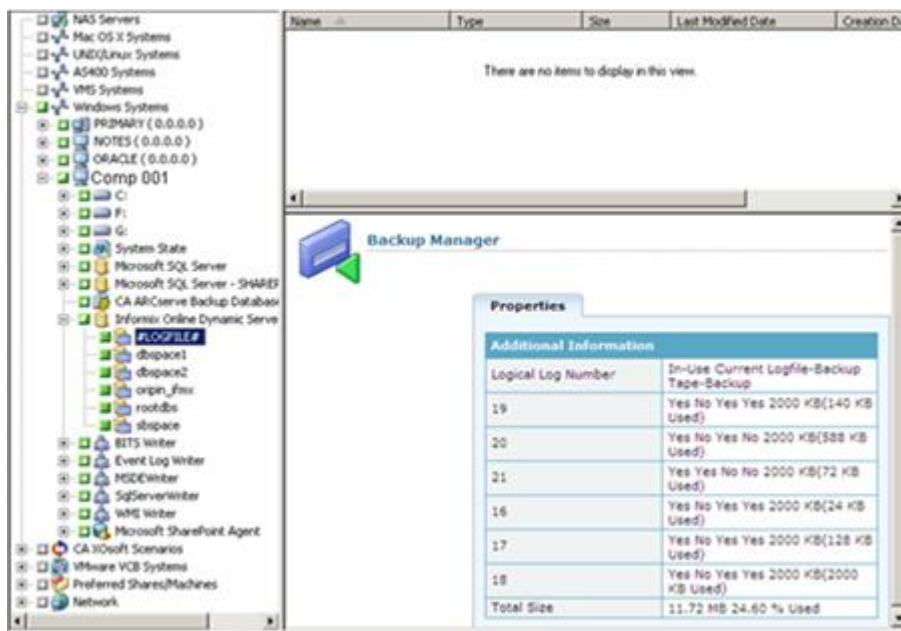 NAS Servers
Mac OS X Systems
UNIX/Linux Systems
AS400 Systems
VMS Systems
Windows Systems
PRIMARY ( 0.0.0.0 )
NOTES ( 0.0.0.0 )
ORACLE ( 0.0.0.0 )
Comp 001
C:
F:
G:
System State
Microsoft SQL Server
Microsoft SQL Server - SHAREP
CA ARCserve Backup Database
Informix Online Dynamic Serve
#LOGFILE#
dbspace1
dbspace2
onpin_ifmx
rootdbs
sbspace
BITS Writer
Event Log Writer
MSDEWriter
SqlServerWriter
WMI Writer
Microsoft SharePoint Agent
CA XOsoft Scenarios
VMware VCB Systems
Preferred Shares/Machines
Network
Name Type Size Last Modified Date Creation D
There are no items to display in this view.
Backup Manager
Properties
Additional Information
Logical Log Number
In-Use Current Logfile-Backup
Tape-Backup
19
Yes No Yes Yes 2000 KB(140 KB
Used)
20
Yes No Yes No 2000 KB(588 KB
Used)
21
Yes Yes No No 2000 KB(72 KB
Used)
16
Yes No Yes Yes 2000 KB(24 KB
Used)
17
Yes No Yes Yes 2000 KB(128 KB
Used)
18
Yes No Yes Yes 2000 KB(2000
KB Used)
Total Size
11.72 MB 24.60 % Used